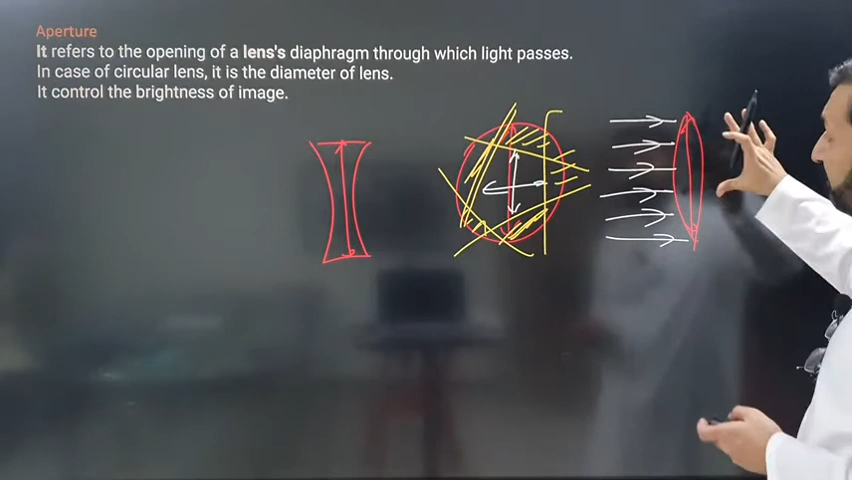 Aperture
It refers to the opening of a lens's diaphragm through which light passes.
In case of circular lens, it is the diameter of lens.
It control the brightness of image.